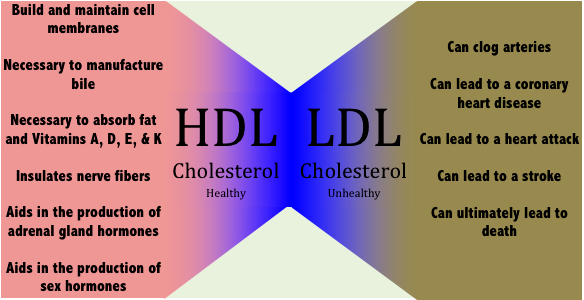 Build and maintain cell
membranes
Necessary to manufacture
bile
Necessary to absorb fat
and Vitamins A, D, E, & K
Insulates nerve fibers
Aids in the production of
adrenal gland hormones
Aids in the production of
sex hormones
HDL
Cholesterol
Healthy
LDL
Cholesterol
Unhealthy
Can clog arteries
Can lead to a coronary
heart disease
Can lead to a heart attack
Can lead to a stroke
Can ultimately lead to
death